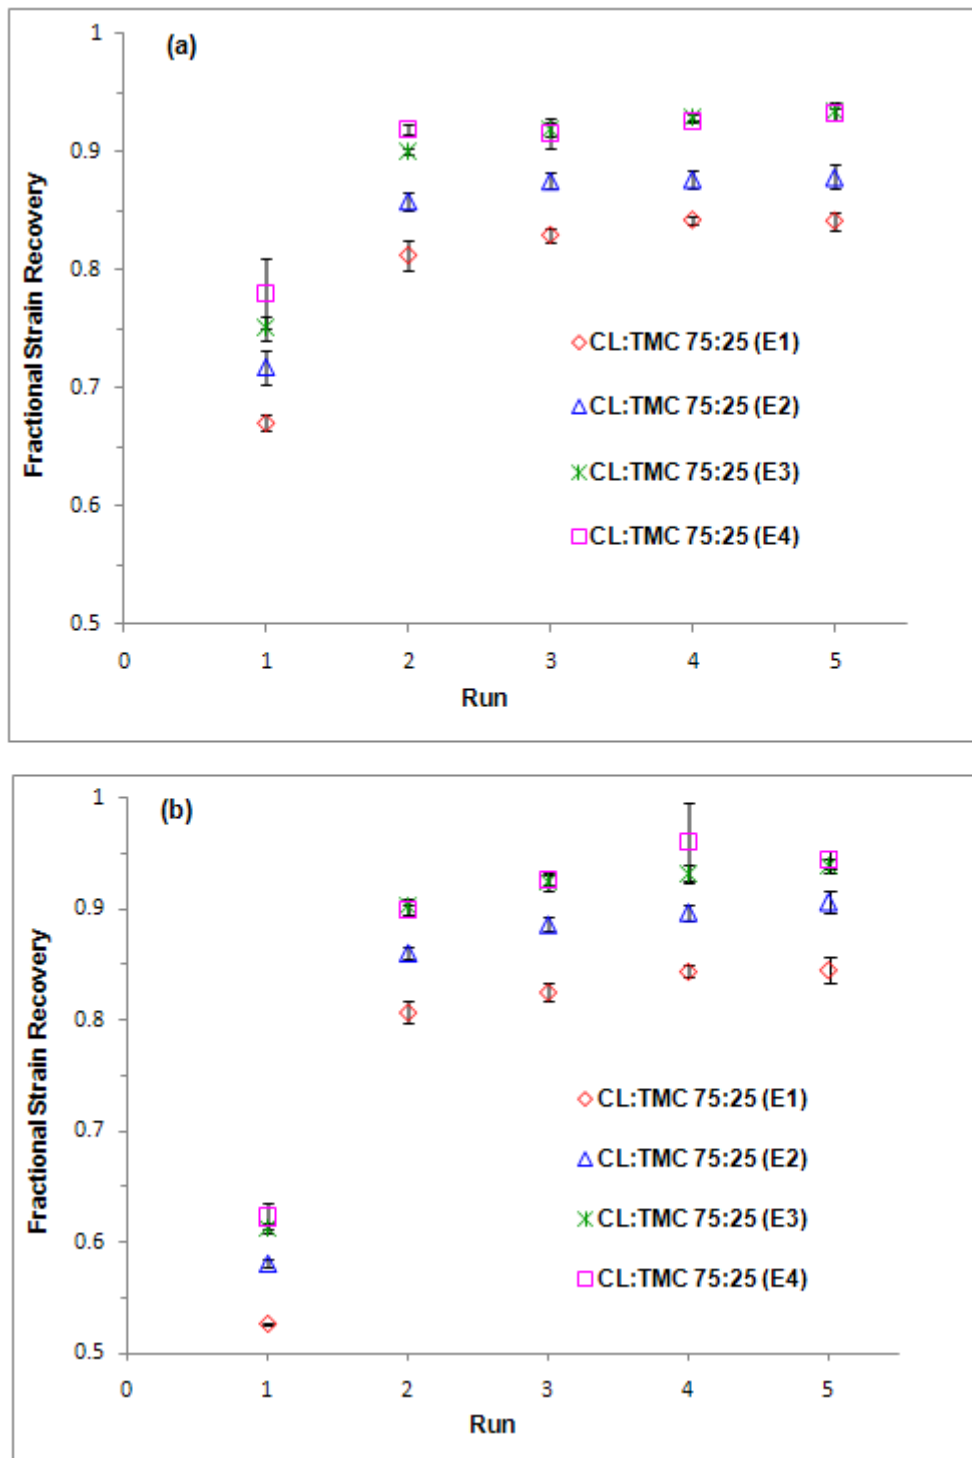 (a)
1
0.9
0.8
0.7
0.6
0.5
Fractional Strain Recovery
CL:TMC 75:25 (E1)
CL:TMC 75:25 (E2)
CL:TMC 75:25 (E3)
CL:TMC 75:25 (E4)
0 1 2 3 4 5
Run
(b)
1
0.9
0.8
0.7
0.6
0.5
Fractional Strain Recovery
CL:TMC 75:25 (E1)
CL:TMC 75:25 (E2)
CL:TMC 75:25 (E3)
CL:TMC 75:25 (E4)
0 1 2 3 4 5
Run